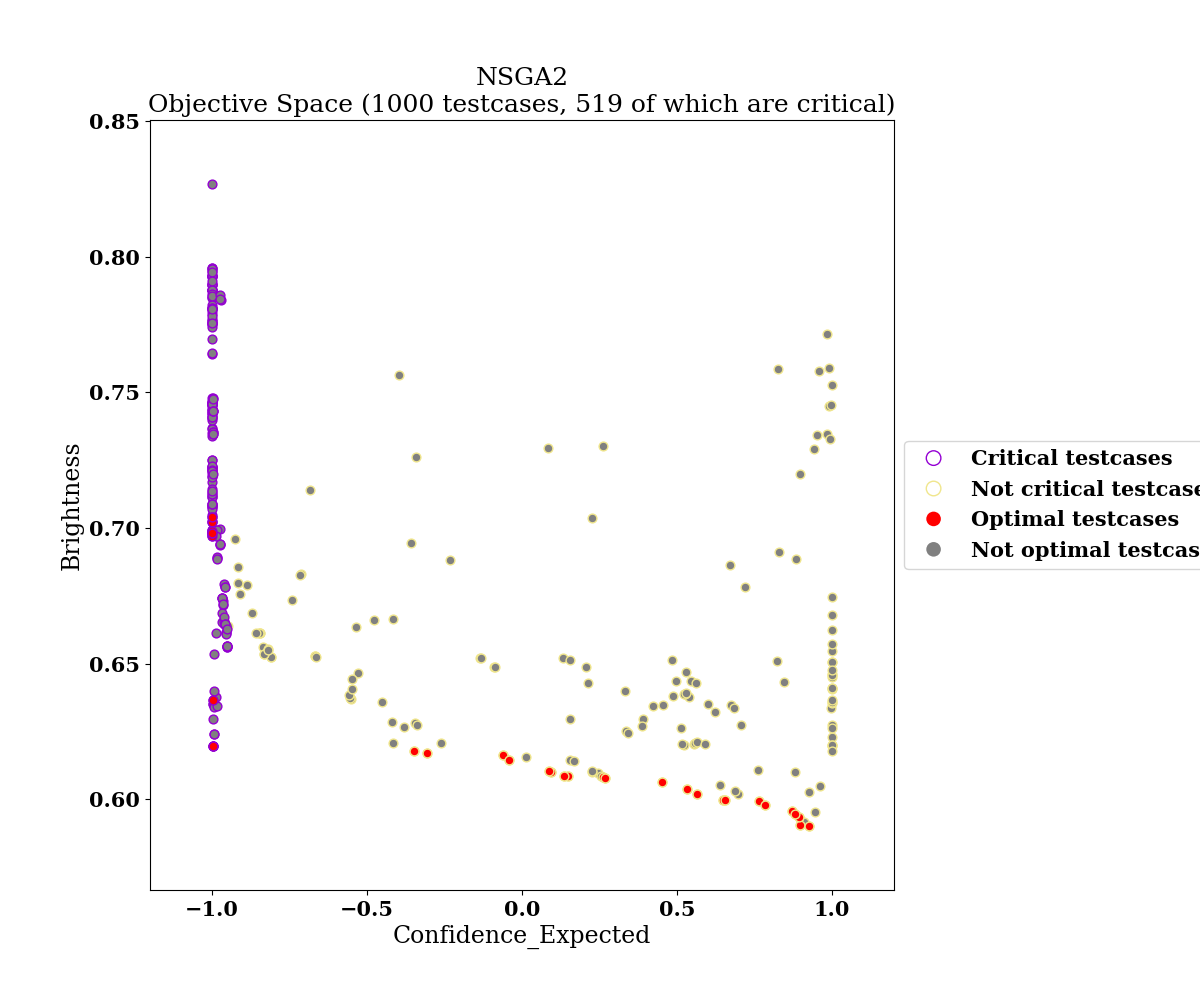 NSGA2
Objective Space (1000 testcases, 519 of which are critical)
0.85
0.80
0.75
0.70
0.65
0.60
Brightness
−1.0
−0.5
0.0
0.5
1.0
Confidence_Expected
Critical testcases
Not critical testcase
Optimal testcases
Not optimal testcas